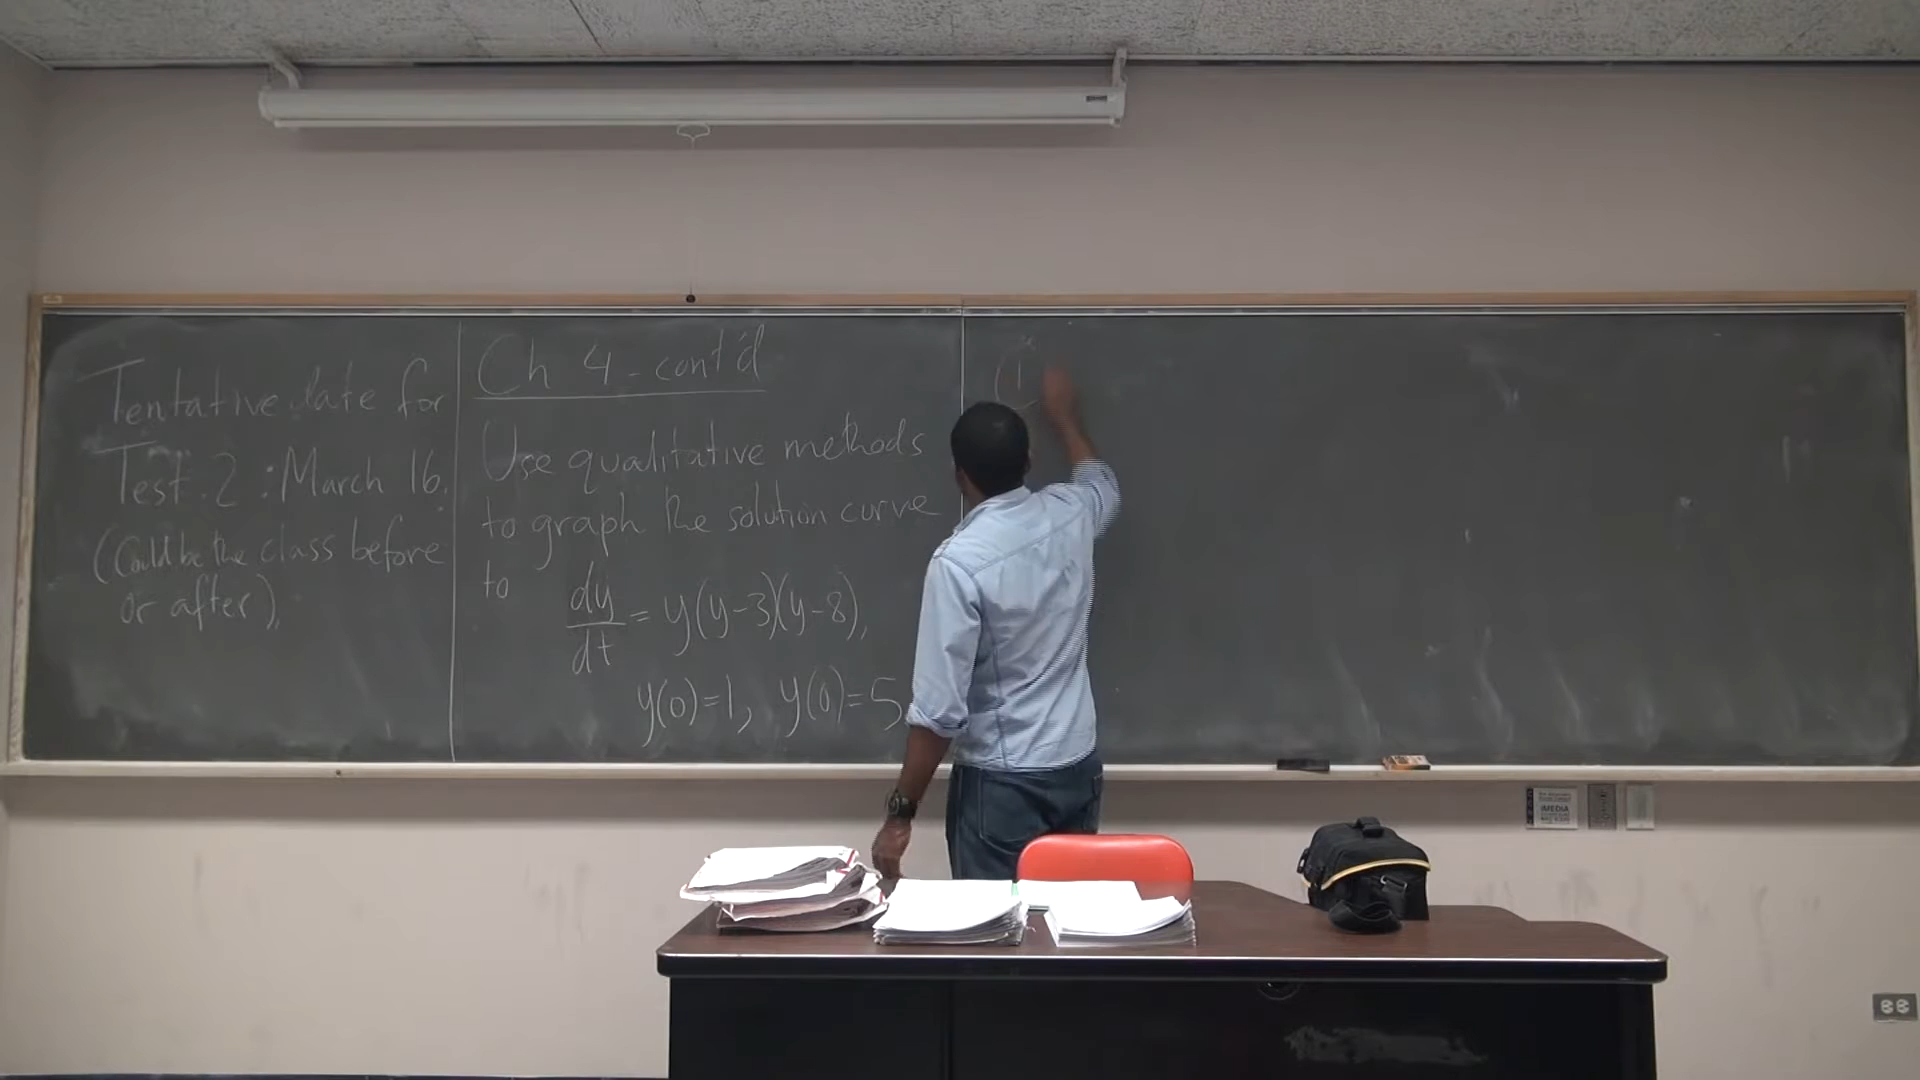 Tentative date for
Test 2: March 16.
(Could be the class before
or after).
Ch 4 - cont'd
Use qualitative methods
to graph the solution curve
to dy/dt = y(y-3)(y-8),
y(0)=1, y(0)=5
iMEDIA